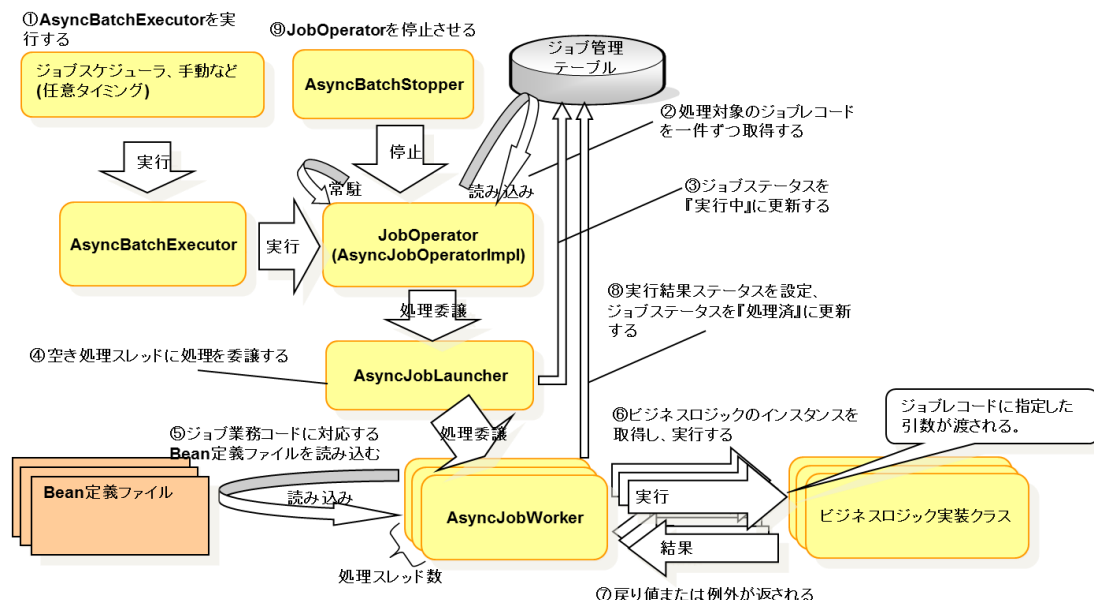 ①AsyncBatchExecutorを実
行する
⑨JobOperatorを停止させる
ジョブ管理
テーブル
ジョブスケジューラ、手動など
(任意タイミング)
AsyncBatchStopper
②処理対象のジョブレコード
を一件ずつ取得する
実行
停止
常駐
読み込み
③ジョブステータスを
『実行中』に更新する
AsyncBatchExecutor
実行
JobOperator
(AsyncJobOperatorImpl)
処理委譲
⑧実行結果ステータスを設定、
ジョブステータスを『処理済』に更新
する
④空き処理スレッドに処理を委譲する
AsyncJobLauncher
処理委譲
⑥ビジネスロジックのインスタンスを
取得し、実行する
ジョブレコードに指定した
引数が渡される。
⑤ジョブ業務コードに対応する
Bean定義ファイルを読み込む
Bean定義ファイル
読み込み
AsyncJobWorker
実行
ビジネスロジック実装クラス
結果
処理スレッド数
⑦戻り値または例外が返される